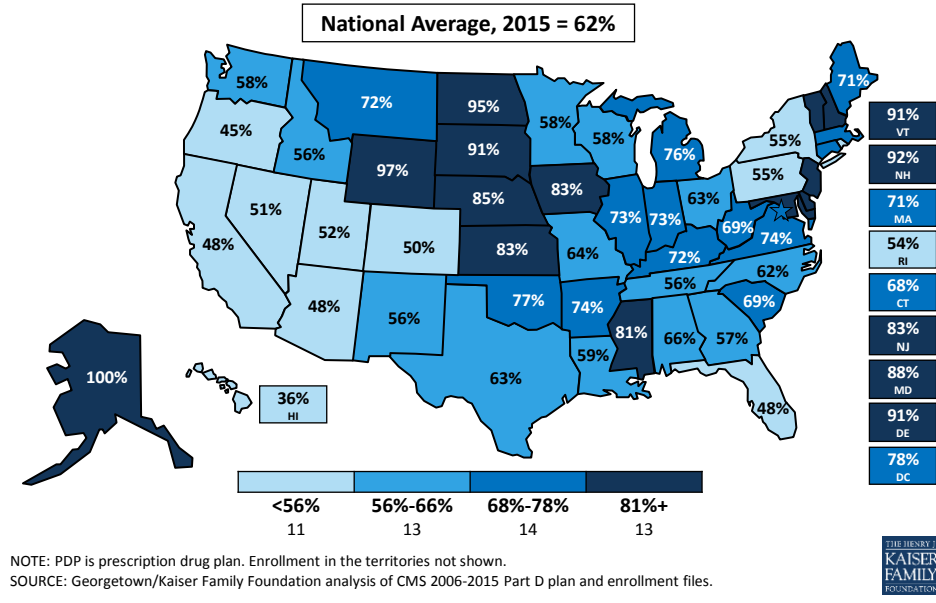 National Average, 2015 = 62%
58%
72%
95%
58%
71%
45%
56%
91%
58%
76%
55%
97%
55%
85%
83%
63%
51%
73%
73%
69%
48%
52%
50%
83%
64%
74%
72%
62%
56%
48%
56%
77%
74%
69%
81%
66%
57%
59%
63%
48%
100%
36%
HI
91%
VT
92%
NH
71%
MA
54%
RI
68%
CT
83%
NJ
88%
MD
91%
DE
78%
DC
<56% 56%-66% 68%-78% 81%+
11 13 14 13
NOTE: PDP is prescription drug plan. Enrollment in the territories not shown.
SOURCE: Georgetown/Kaiser Family Foundation analysis of CMS 2006-2015 Part D plan and enrollment files.
THE HENRY J
KAISER
FAMILY
FOUNDATION